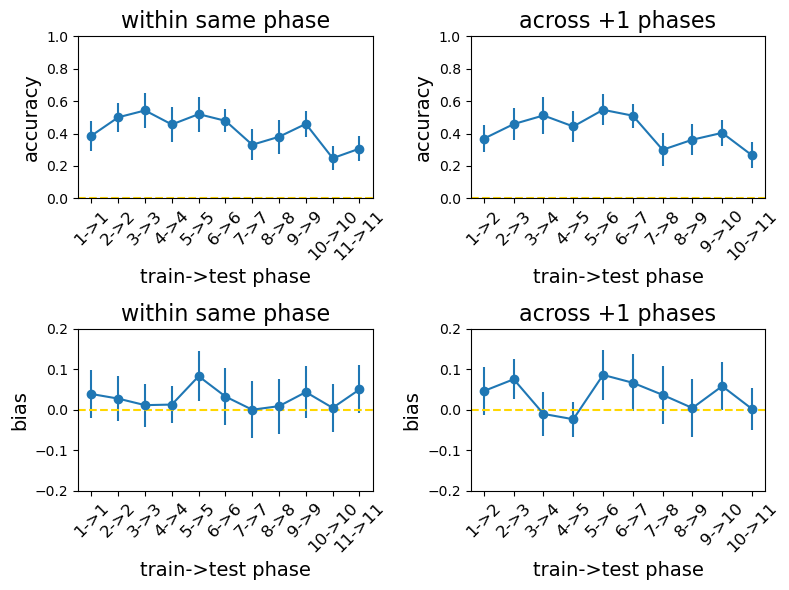 within same phase
accuracy
1.0
0.8
0.6
0.4
0.2
0.0
1->1 2->2 3->3 4->4 5->5 6->6 7->7 8->8 9->9 10->10 11->11
train->test phase
across +1 phases
accuracy
1.0
0.8
0.6
0.4
0.2
0.0
1->2 2->3 3->4 4->5 5->6 6->7 7->8 8->9 9->10 10->11
train->test phase
within same phase
bias
0.2
0.1
0.0
−0.1
−0.2
1->1 2->2 3->3 4->4 5->5 6->6 7->7 8->8 9->9 10->10 11->11
train->test phase
across +1 phases
bias
0.2
0.1
0.0
−0.1
−0.2
1->2 2->3 3->4 4->5 5->6 6->7 7->8 8->9 9->10 10->11
train->test phase